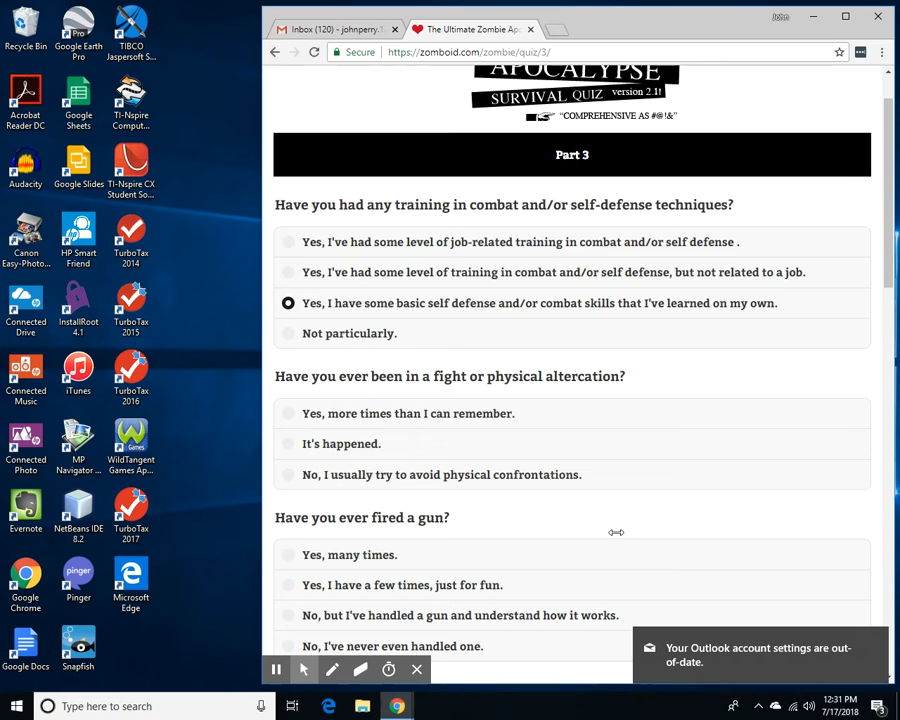 Recycle Bin
Google Earth
Pro
TIBCO
Jaspersoft S...
Acrobat
Reader DC
Google
Sheets
TI-Nspire
Comput...
Audacity
Google Slides
TI-Nspire CX
Student So...
Canon
Easy-Photo...
HP Smart
Friend
TurboTax
2014
Connected
Drive
InstallRoot
4.1
TurboTax
2015
Connected
Music
iTunes
TurboTax
2016
Connected
Photo
MP
Navigator ...
WildTangent
Games Ap...
Evernote
NetBeans IDE
8.2
TurboTax
2017
Google
Chrome
Pinger
Microsoft
Edge
Google Docs
Snapfish
John
Inbox (120) - johnperry.1
The Ultimate Zombie Ap
Secure
https://zomboid.com/zombie/quiz/3/
APOCALYPSE
SURVIVAL QUIZ version 2.1!
“COMPREHENSIVE AS #@!&”
Part 3
Have you had any training in combat and/or self-defense techniques?
Yes, I've had some level of job-related training in combat and/or self defense .
Yes, I've had some level of training in combat and/or self defense, but not related to a job.
Yes, I have some basic self defense and/or combat skills that I've learned on my own.
Not particularly.
Have you ever been in a fight or physical altercation?
Yes, more times than I can remember.
It's happened.
No, I usually try to avoid physical confrontations.
Have you ever fired a gun?
Yes, many times.
Yes, I have a few times, just for fun.
No, but I've handled a gun and understand how it works.
No, I've never even handled one.
Your Outlook account settings are out-
of-date.
Type here to search
12:31 PM
7/17/2018
3